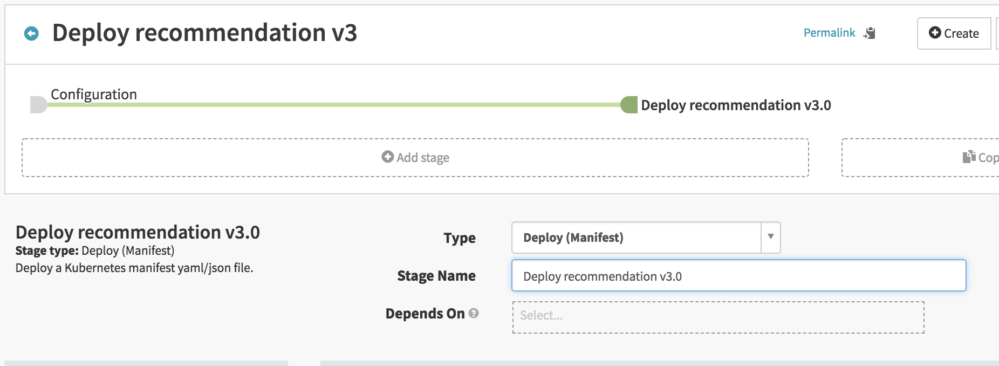 Deploy recommendation v3
Permalink
Create
Configuration
Deploy recommendation v3.0
Add stage
Cop
Deploy recommendation v3.0
Stage type: Deploy (Manifest)
Deploy a Kubernetes manifest yaml/json file.
Type
Deploy (Manifest)
Stage Name
Deploy recommendation v3.0
Depends On ?
Select...